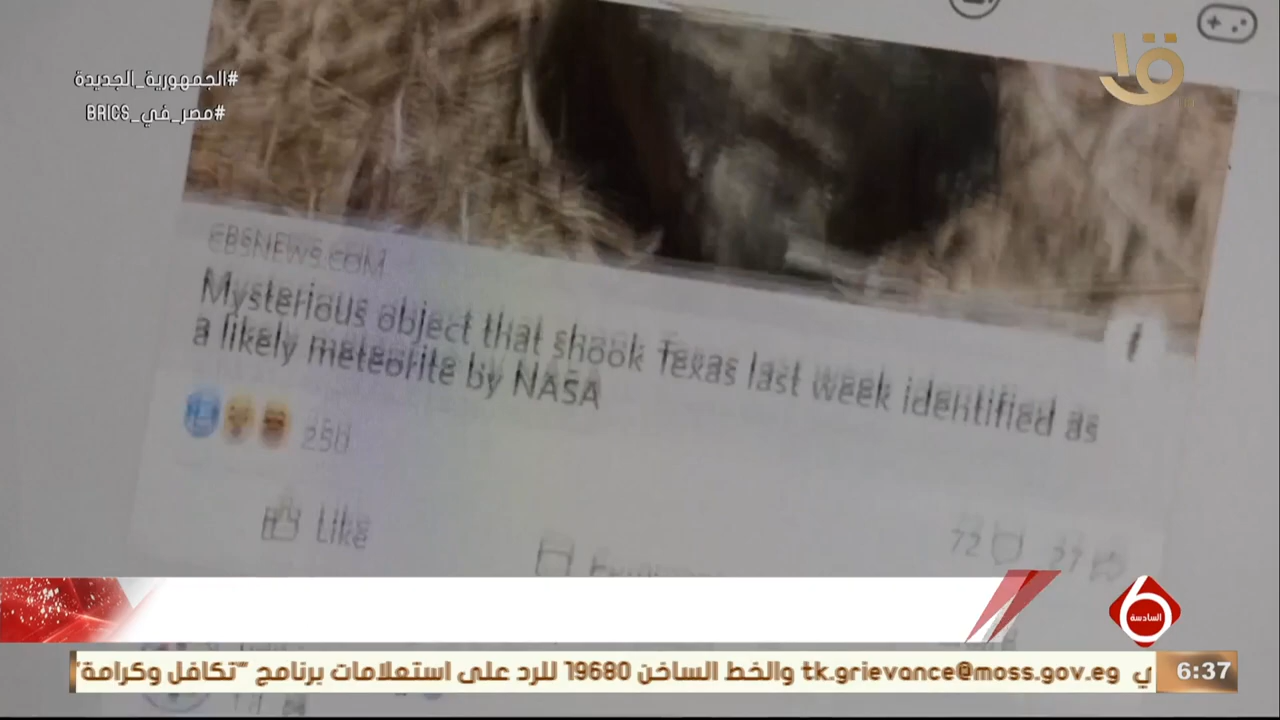 #الجمهورية_الجديدة
#مصر_في_BRICS
CBSNEWS.COM
Mysterious object that shook Texas last week identified as
a likely meteorite by NASA
Like
72
السادسة
6:37
ي tk.grievance@moss.gov.eg والخط الساخن 19680 للرد على استعلامات برنامج "تكافل وكرامة"